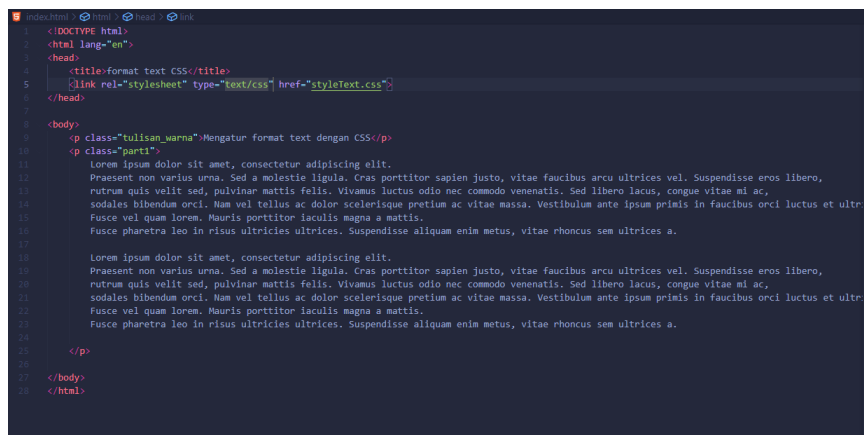 index.html > html > head > link
1 <!DOCTYPE html>
2 <html lang="en">
3 <head>
4 <title>format text CSS</title>
5 <link rel="stylesheet" type="text/css" href="styleText.css">
6 </head>
7
8 <body>
9 <p class="tulisan_warna">Mengatur format text dengan CSS</p>
10 <p class="part1">
11 Lorem ipsum dolor sit amet, consectetur adipiscing elit.
12 Praesent non varius urna. Sed a molestie ligula. Cras porttitor sapien justo, vitae faucibus arcu ultrices vel. Suspendisse eros libero,
13 rutrum quis velit sed, pulvinar mattis felis. Vivamus luctus odio nec commodo venenatis. Sed libero lacus, congue vitae mi ac,
14 sodales bibendum orci. Nam vel tellus ac dolor scelerisque pretium ac vitae massa. Vestibulum ante ipsum primis in faucibus orci luctus et ultr
15 Fusce vel quam lorem. Mauris porttitor iaculis magna a mattis.
16 Fusce pharetra leo in risus ultricies ultrices. Suspendisse aliquam enim metus, vitae rhoncus sem ultrices a.
17
18 Lorem ipsum dolor sit amet, consectetur adipiscing elit.
19 Praesent non varius urna. Sed a molestie ligula. Cras porttitor sapien justo, vitae faucibus arcu ultrices vel. Suspendisse eros libero,
20 rutrum quis velit sed, pulvinar mattis felis. Vivamus luctus odio nec commodo venenatis. Sed libero lacus, congue vitae mi ac,
21 sodales bibendum orci. Nam vel tellus ac dolor scelerisque pretium ac vitae massa. Vestibulum ante ipsum primis in faucibus orci luctus et ultr
22 Fusce vel quam lorem. Mauris porttitor iaculis magna a mattis.
23 Fusce pharetra leo in risus ultricies ultrices. Suspendisse aliquam enim metus, vitae rhoncus sem ultrices a.
24
25 </p>
26
27 </body>
28 </html>